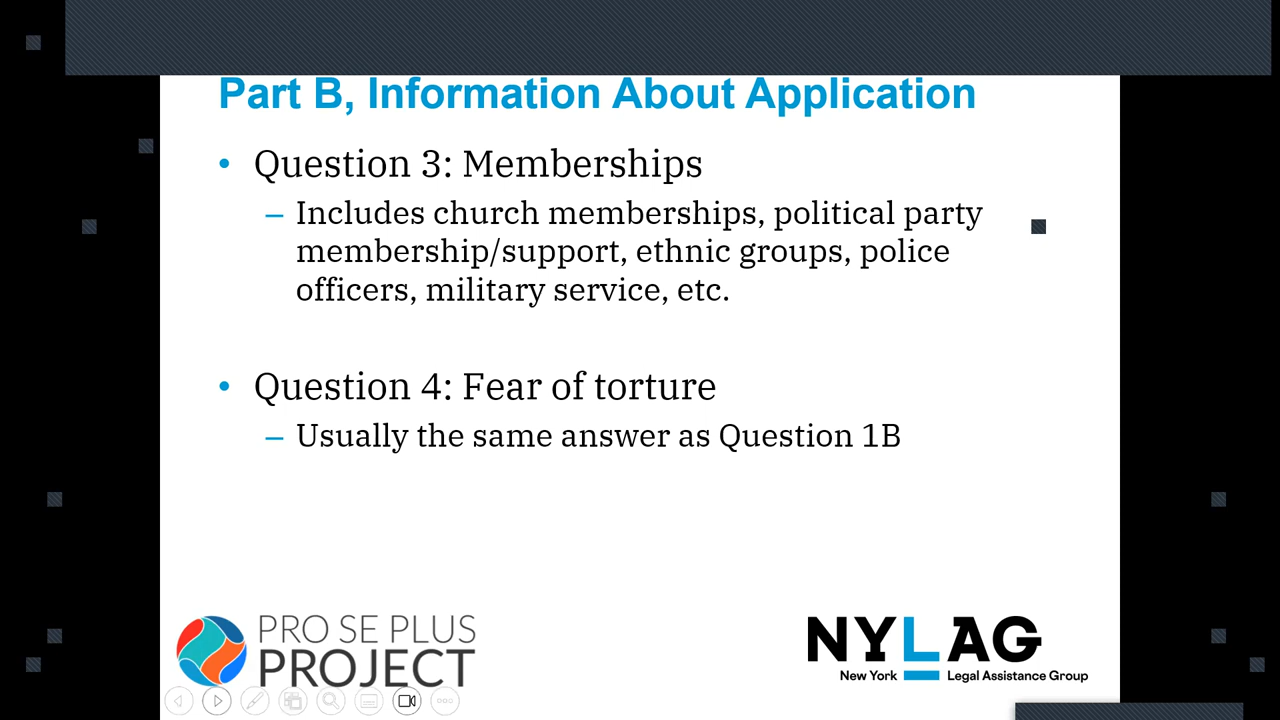 Part B, Information About Application
• Question 3: Memberships
– Includes church memberships, political party
membership/support, ethnic groups, police
officers, military service, etc.
• Question 4: Fear of torture
– Usually the same answer as Question 1B
PRO SE PLUS
PROJECT
NYLAG
New York Legal Assistance Group